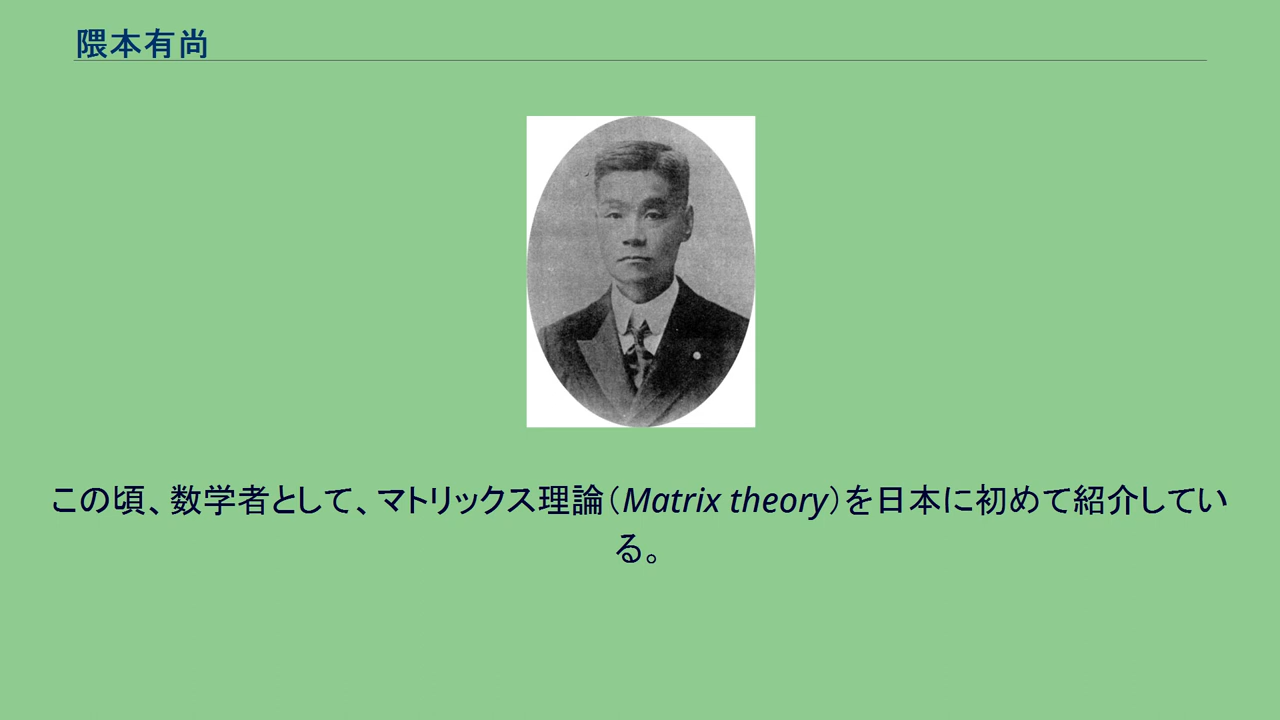 隈本有尚
この頃、数学者として、マトリックス理論（Matrix theory）を日本に初めて紹介してい
る。